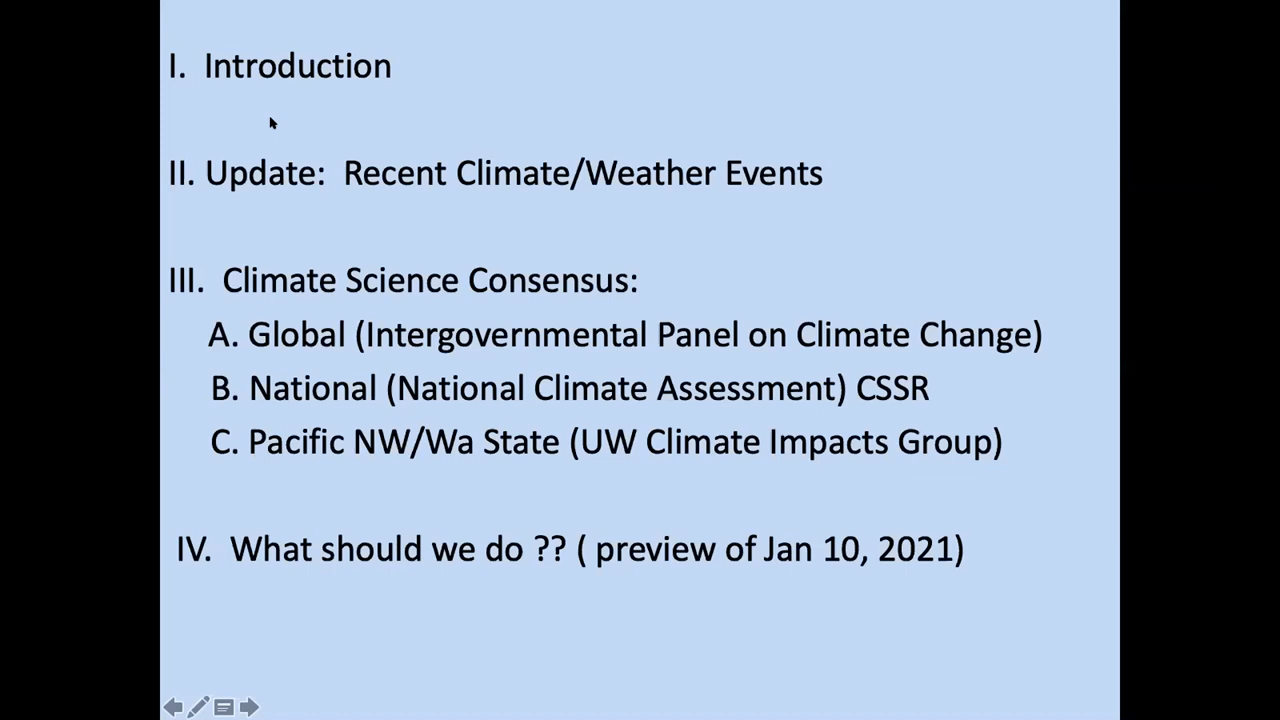 I. Introduction
II. Update: Recent Climate/Weather Events
III. Climate Science Consensus:
A. Global (Intergovernmental Panel on Climate Change)
B. National (National Climate Assessment) CSSR
C. Pacific NW/Wa State (UW Climate Impacts Group)
IV. What should we do ?? ( preview of Jan 10, 2021)